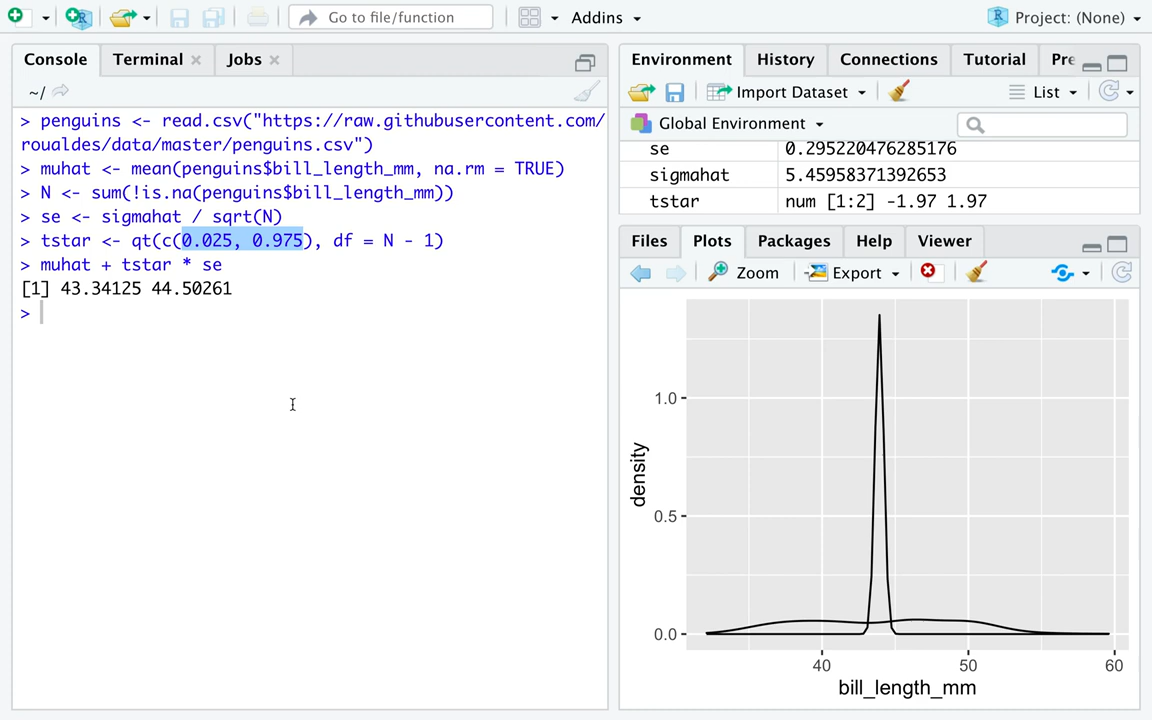 Go to file/function
Addins
Project: (None)
Console
Terminal
Jobs
~/
> penguins <- read.csv("https://raw.githubusercontent.com/
roualdes/data/master/penguins.csv")
> muhat <- mean(penguins$bill_length_mm, na.rm = TRUE)
> N <- sum(!is.na(penguins$bill_length_mm))
> se <- sigmahat / sqrt(N)
> tstar <- qt(c(0.025, 0.975), df = N - 1)
> muhat + tstar * se
[1] 43.34125 44.50261
>
Environment
History
Connections
Tutorial
Pre
Import Dataset
List
R
Global Environment
se 0.295220476285176
sigmahat 5.45958371392653
tstar num [1:2] -1.97 1.97
Files
Plots
Packages
Help
Viewer
Zoom
Export
1.0
0.5
0.0
density
40
50
60
bill_length_mm